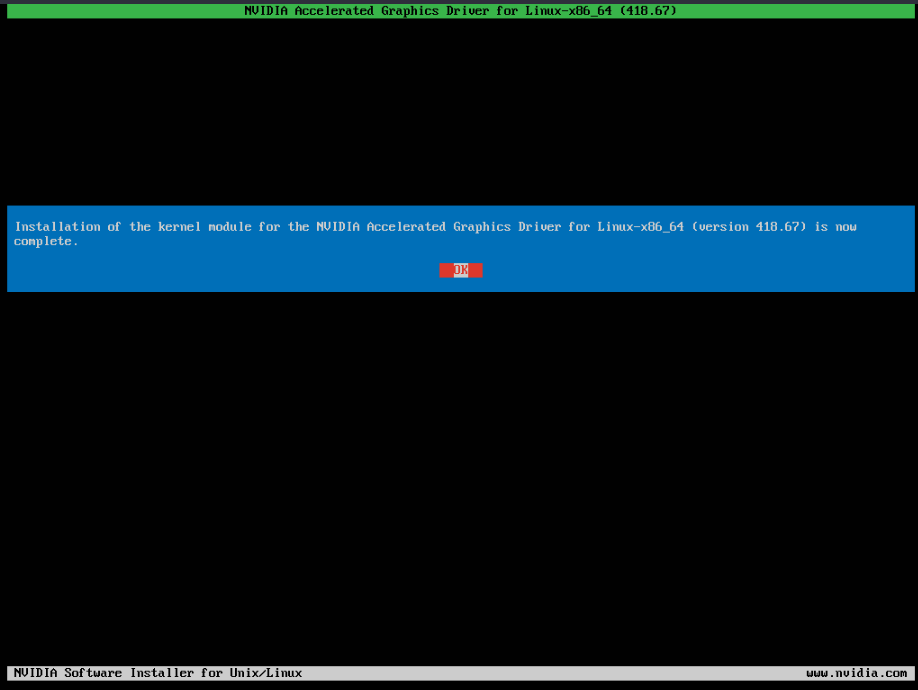 NVIDIA Accelerated Graphics Driver for Linux-x86_64 (418.67)
Installation of the kernel module for the NVIDIA Accelerated Graphics Driver for Linux-x86_64 (version 418.67) is now
complete.
OK
NVIDIA Software Installer for Unix/Linux www.nvidia.com